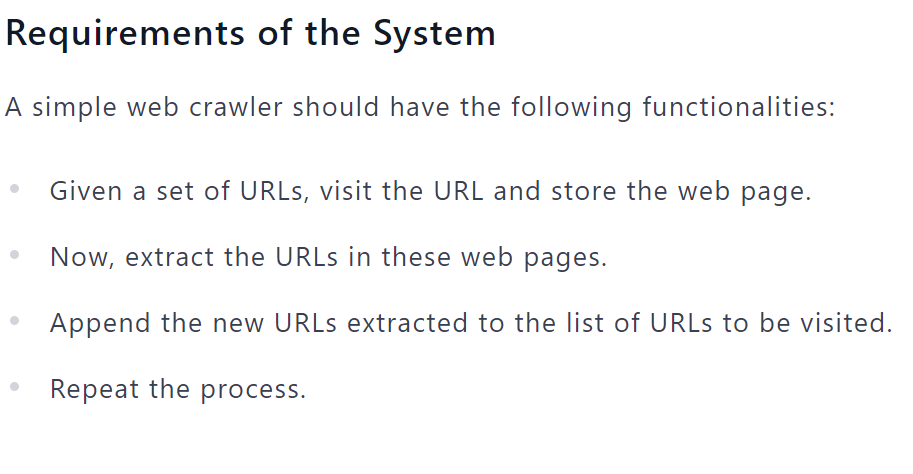 Requirements of the System
A simple web crawler should have the following functionalities:
Given a set of URLs, visit the URL and store the web page.
Now, extract the URLs in these web pages.
Append the new URLs extracted to the list of URLs to be visited.
Repeat the process.